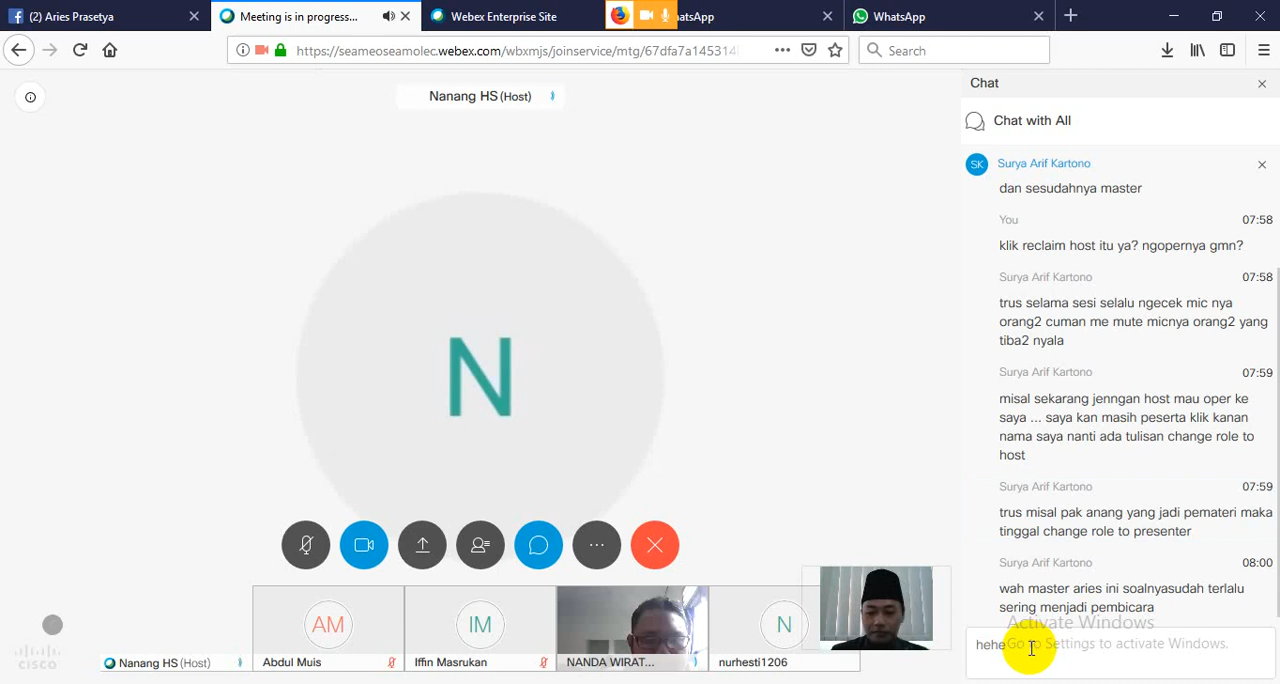 (2) Aries Prasetya
Meeting is in progress...
Webex Enterprise Site
atsApp
WhatsApp
https://seameoseamolec.webex.com/wbxmjs/joinservice/mtg/67dfa7a145314
Search
Nanang HS (Host)
N
Chat
Chat with All
SK
Surya Arif Kartono
dan sesudahnya master
You 07:58
klik reclaim host itu ya? ngopernya gmn?
Surya Arif Kartono 07:58
trus selama sesi selalu ngecek mic nya
orang2 cuman me mute micnya orang2 yang
tiba2 nyala
Surya Arif Kartono 07:59
misal sekarang jenngan host mau oper ke
saya ... saya kan masih peserta klik kanan
nama saya nanti ada tulisan change role to
host
Surya Arif Kartono 07:59
trus misal pak anang yang jadi pemateri maka
tinggal change role to presenter
Surya Arif Kartono 08:00
wah master aries ini soalnyasudah terlalu
sering menjadi pembicara
Activate Windows
Go to Settings to activate Windows.
hehe
CISCO
Nanang HS (Host)
AM
Abdul Muis
IM
Iffin Masrukan
NANDA WIRAT...
N
nurhesti1206